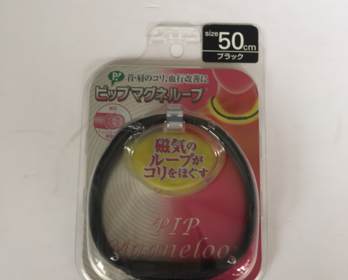 size
50cm
ブラック
pip
首・肩のコリ、血行改善に
ピップマグネループ
磁気の
ループが
コリをほぐす
PIP
Magneloop